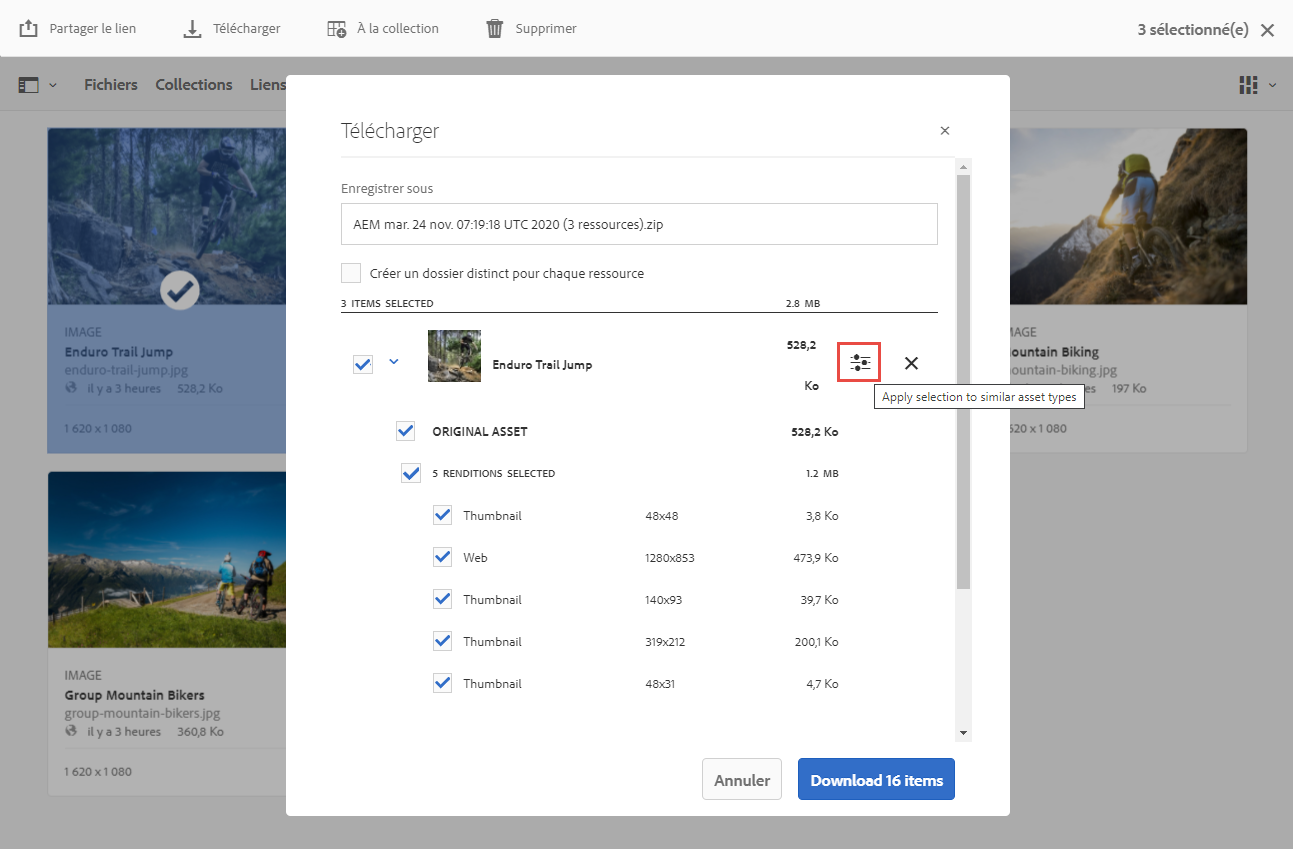 Partager le lien
Télécharger
À la collection
Supprimer
3 sélectionné(e)
Fichiers
Collections
Liens
Télécharger
Enregistrer sous
AEM mar. 24 nov. 07:19:18 UTC 2020 (3 ressources).zip
Créer un dossier distinct pour chaque ressource
3 ITEMS SELECTED 2.8 MB
Enduro Trail Jump 528,2 Ko
Apply selection to similar asset types
ORIGINAL ASSET 528,2 Ko
5 RENDITIONS SELECTED 1.2 MB
Thumbnail 48x48 3,8 Ko
Web 1280x853 473,9 Ko
Thumbnail 140x93 39,7 Ko
Thumbnail 319x212 200,1 Ko
Thumbnail 48x31 4,7 Ko
Annuler
Download 16 items
IMAGE
Enduro Trail Jump
enduro-trail-jump.jpg
il y a 3 heures 528,2 Ko
1 620 x 1 080
IMAGE
Group Mountain Bikers
group-mountain-bikers.jpg
il y a 3 heures 360,8 Ko
1 620 x 1 080
MAGE
ountain Biking
ountain-biking.jpg
es 197 Ko
620 x 1 080